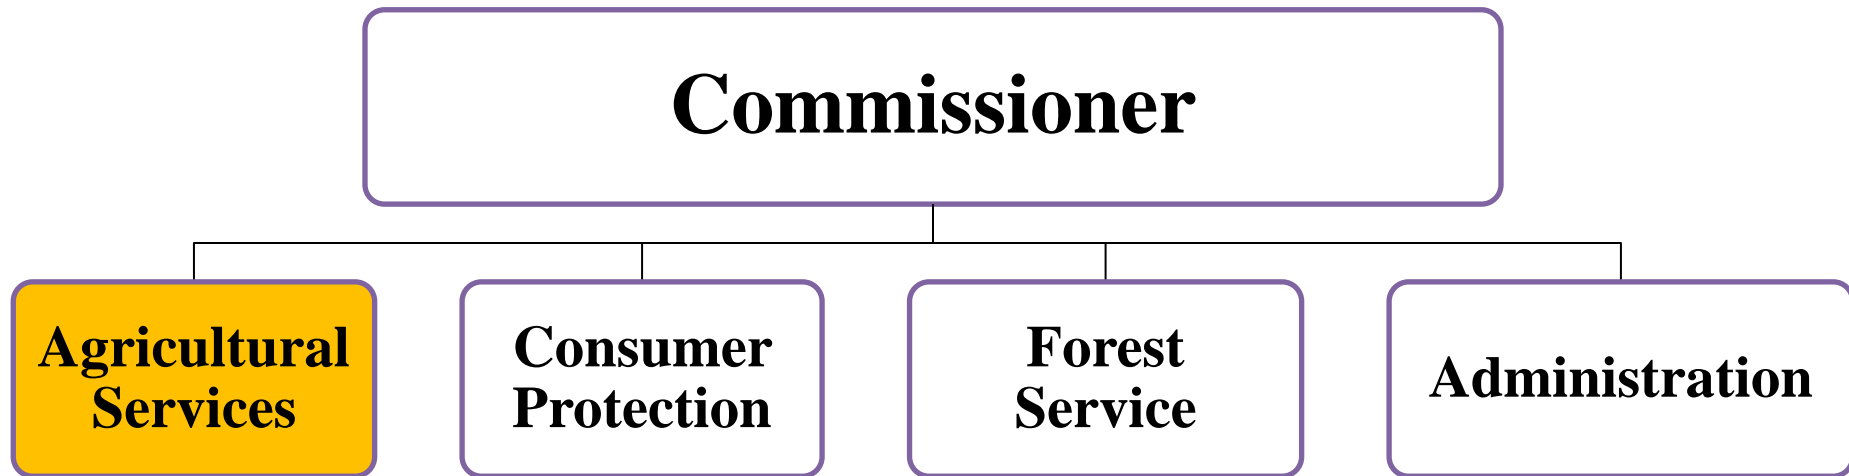 Commissioner
Agricultural
Services
Consumer
Protection
Forest
Service
Administration